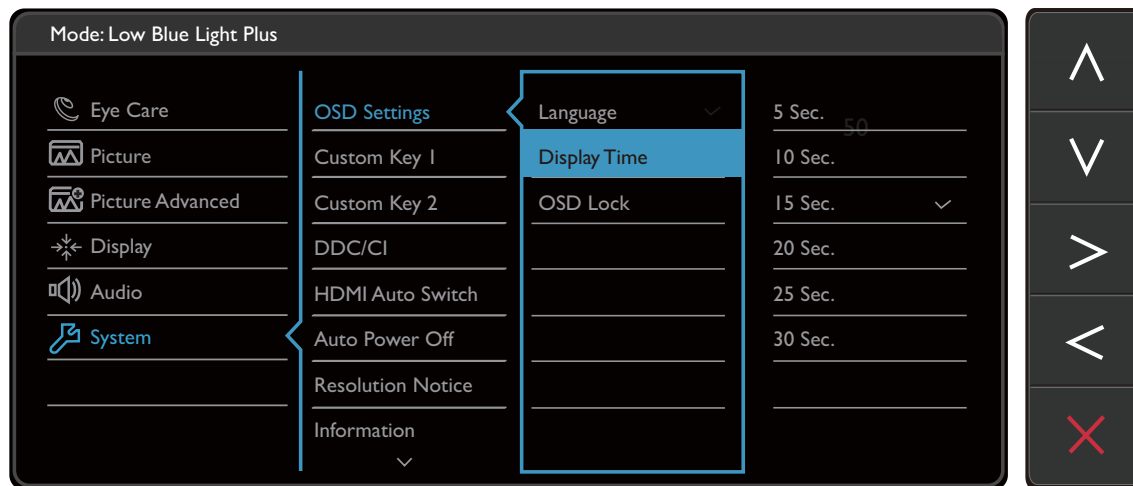 Mode: Low Blue Light Plus
Eye Care
Picture
Picture Advanced
Display
Audio
System
OSD Settings
Custom Key 1
Custom Key 2
DDC/CI
HDMI Auto Switch
Auto Power Off
Resolution Notice
Information
Language
Display Time
OSD Lock
5 Sec.
50
10 Sec.
15 Sec.
20 Sec.
25 Sec.
30 Sec.